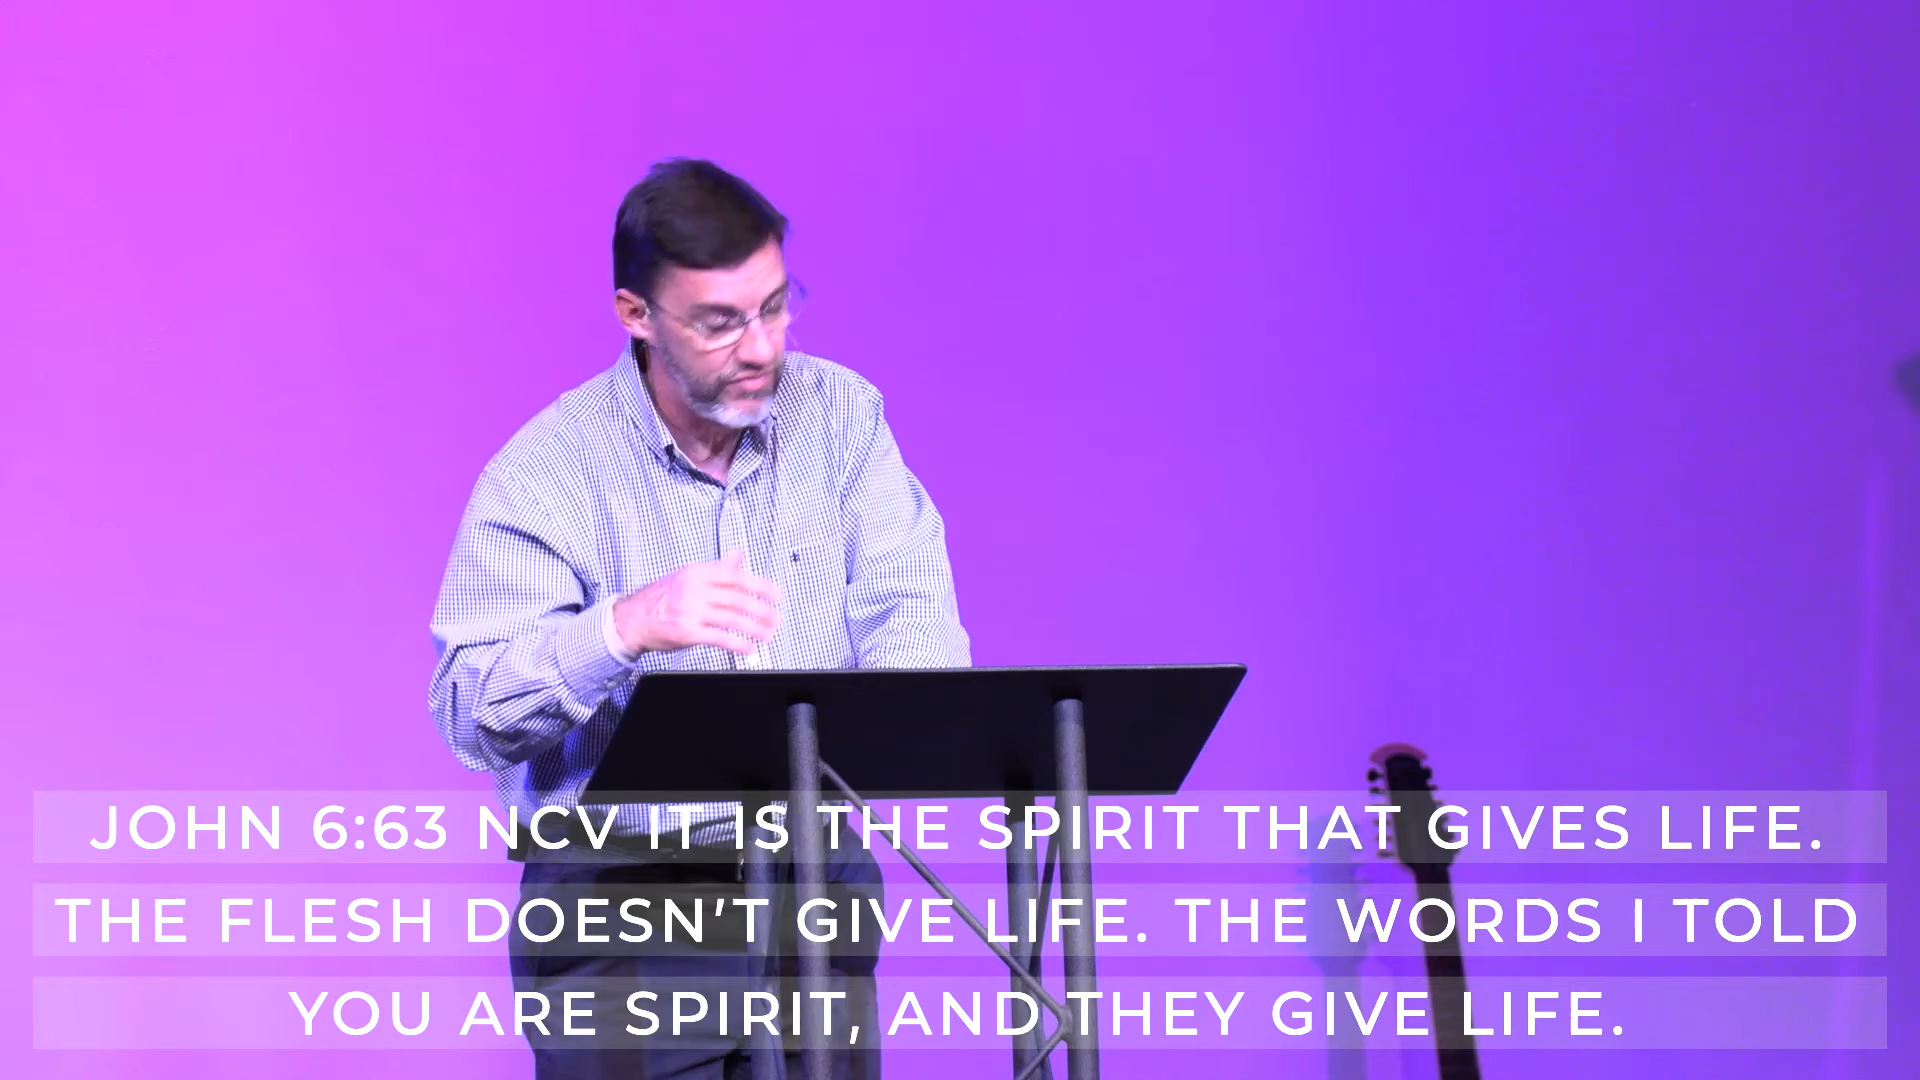 JOHN 6:63 NCV IT IS THE SPIRIT THAT GIVES LIFE.
THE FLESH DOESN'T GIVE LIFE. THE WORDS I TOLD
YOU ARE SPIRIT, AND THEY GIVE LIFE.